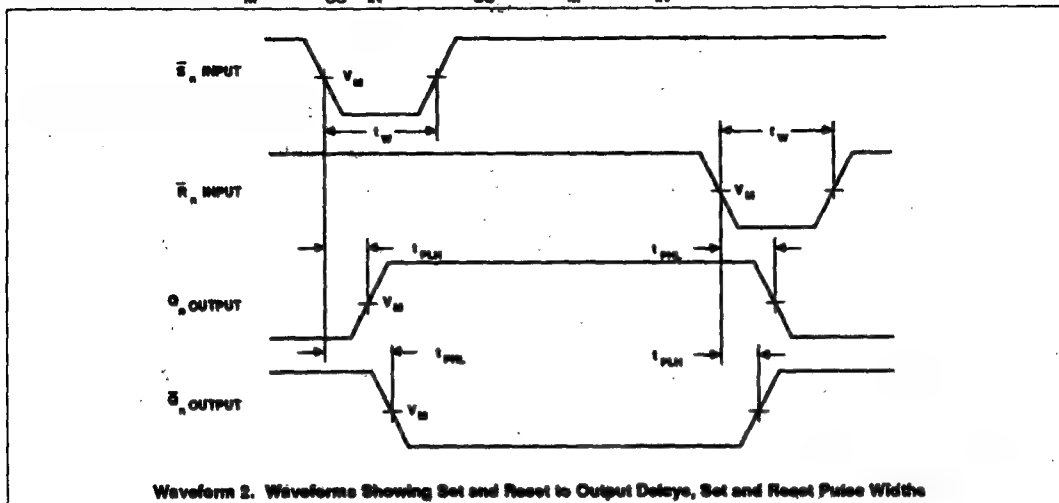 S̅n INPUT
VM
tW
tW
R̅n INPUT
VM
tPLH
tPHL
Qn OUTPUT
VM
tPHL
tPLH
Q̅n OUTPUT
VM
Waveform 2. Waveforms Showing Set and Reset to Output Delays, Set and Reset Pulse Widths